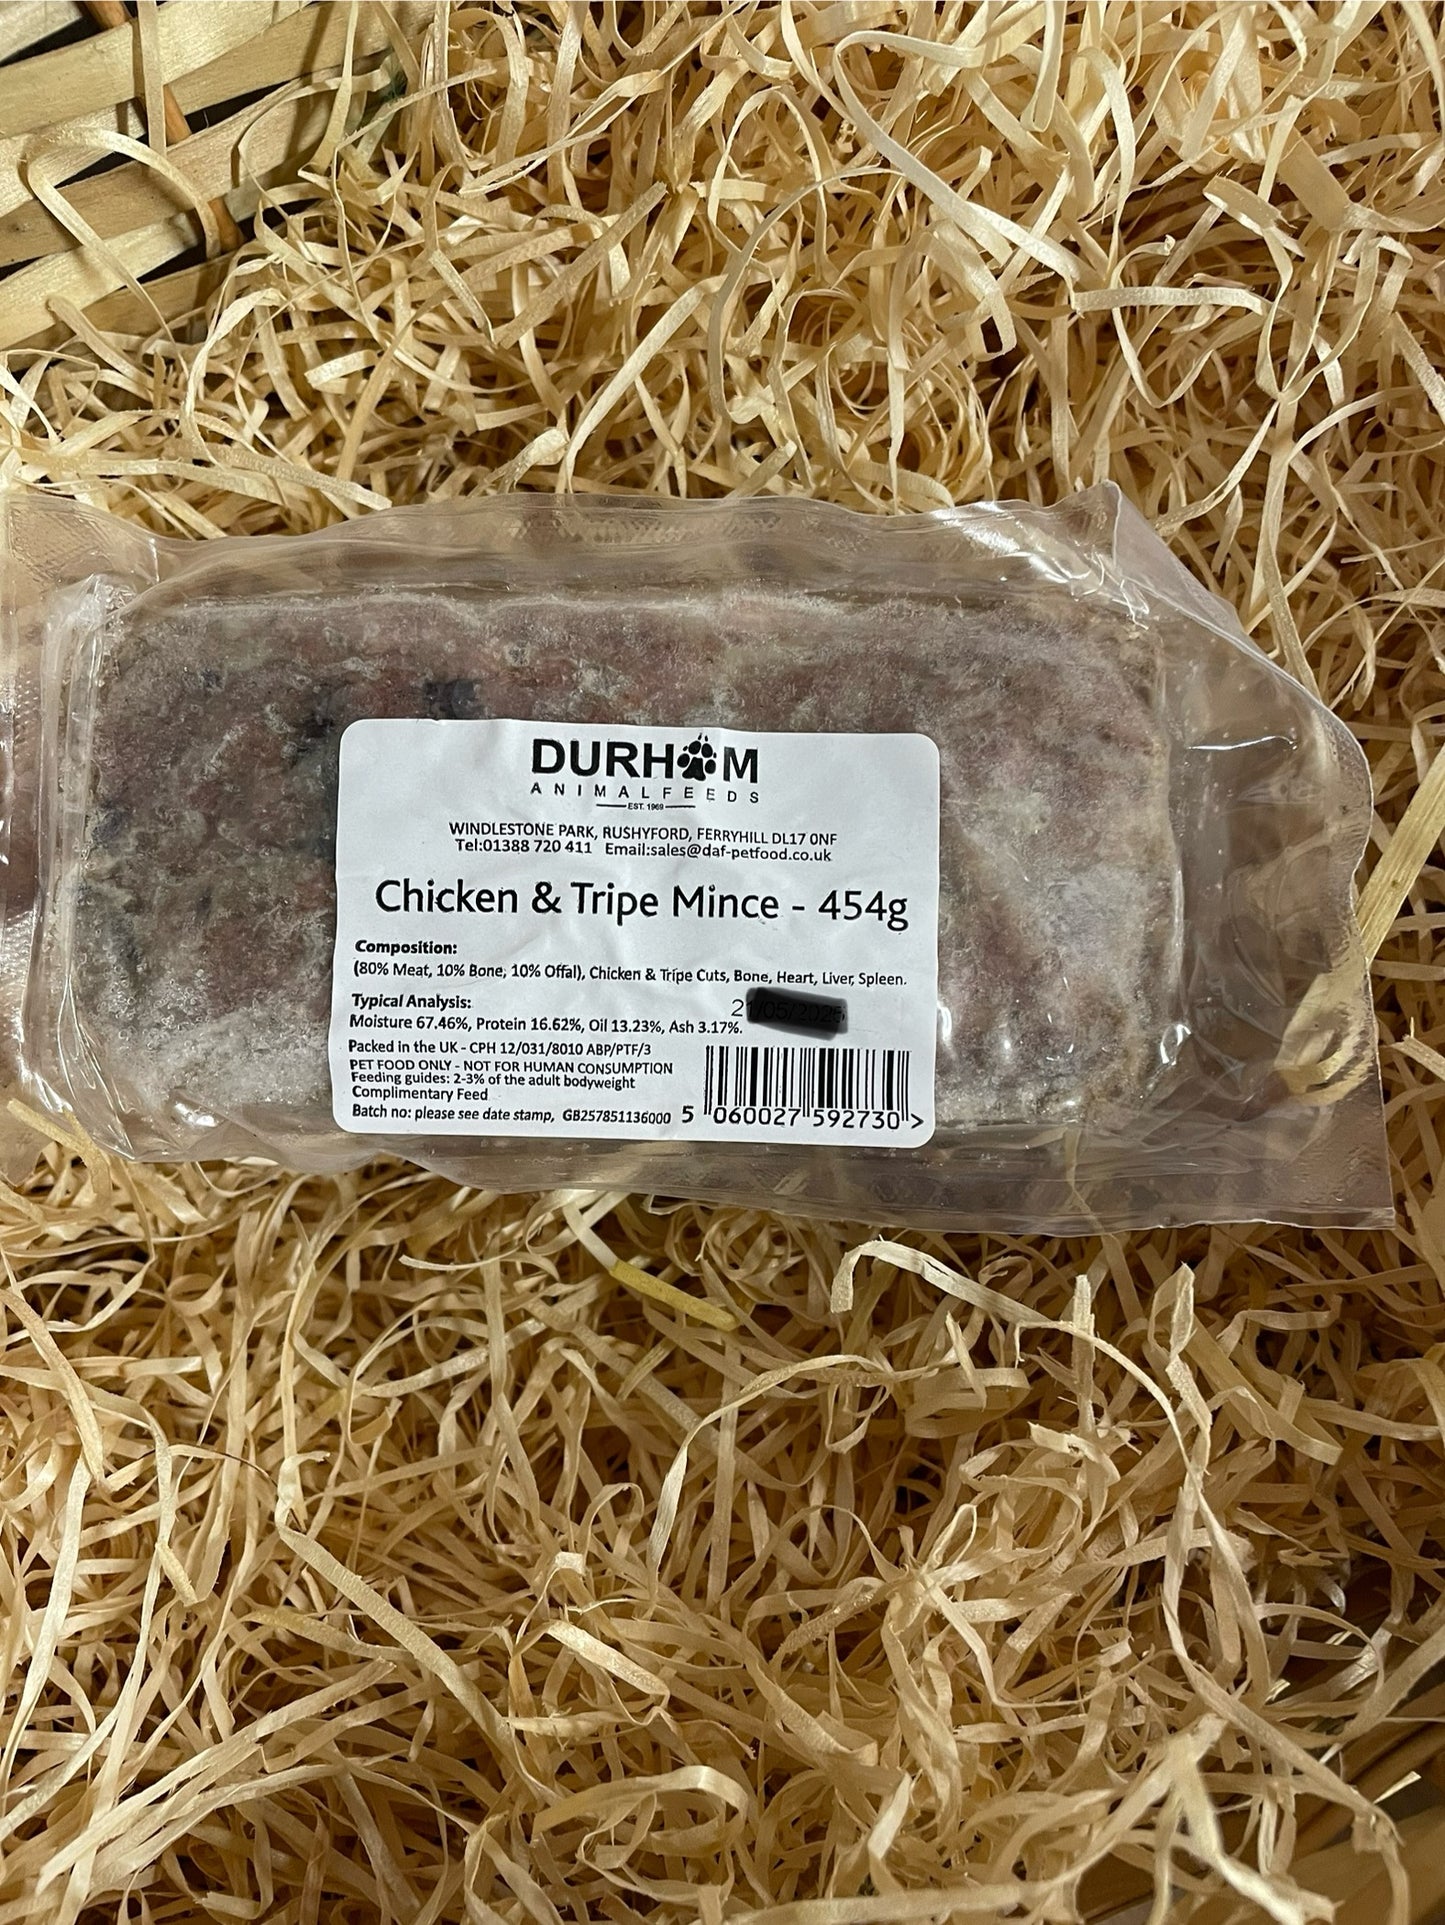 DURHAM
ANIMAL FEEDS
EST. 1969
WINDLESTONE PARK, RUSHYFORD, FERRYHILL DL17 0NF
Tel:01388 720 411 Email:sales@daf-petfood.co.uk
Chicken & Tripe Mince - 454g
Composition:
(80% Meat, 10% Bone, 10% Offal), Chicken & Tripe Cuts, Bone, Heart, Liver, Spleen.
Typical Analysis:
Moisture 67.46%, Protein 16.62%, Oil 13.23%, Ash 3.17%.
Packed in the UK - CPH 12/031/8010 ABP/PTF/3
PET FOOD ONLY - NOT FOR HUMAN CONSUMPTION
Feeding guides: 2-3% of the adult bodyweight
Complimentary Feed
Batch no: please see date stamp, GB257851136000
5 060027 592730 >